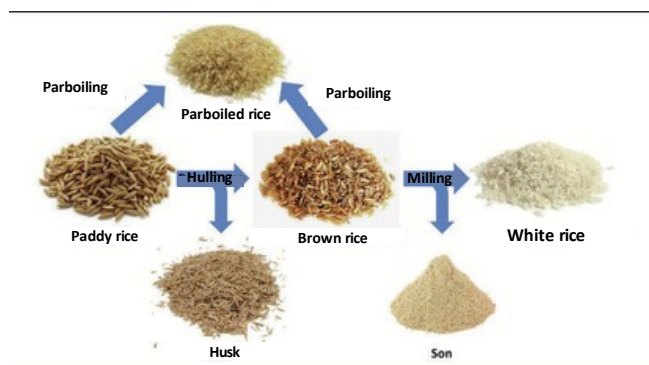 Parboiling
Parboiling
Parboiled rice
Hulling
Milling
Paddy rice
Brown rice
White rice
Husk
Son